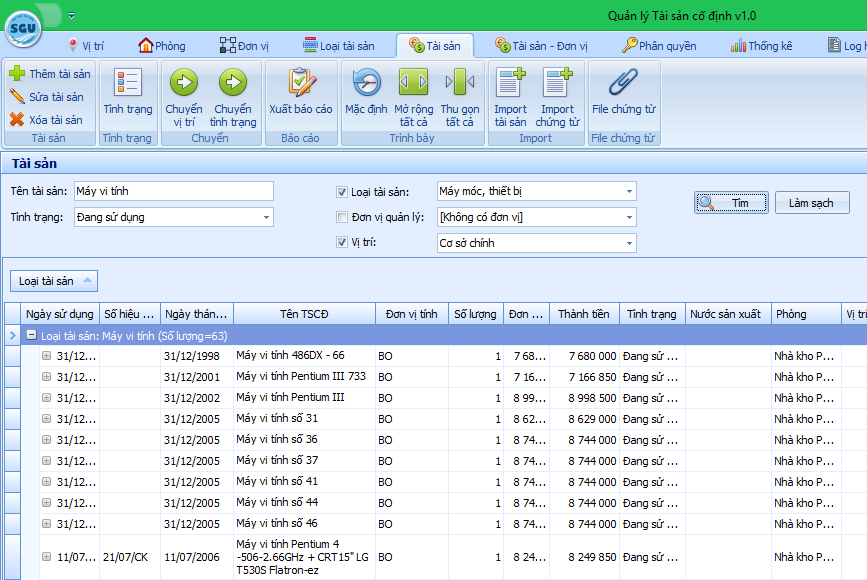 SGU
Quản lý Tài sản cố định v1.0
Vị trí Phòng Đơn vị Loại tài sản Tài sản Tài sản - Đơn vị Phân quyền Thống kê Log
Thêm tài sản
Sửa tài sản
Xóa tài sản
Tình trạng
Chuyển vị trí
Chuyển tình trạng
Xuất báo cáo
Mặc định
Mở rộng tất cả
Thu gọn tất cả
Import tài sản
Import chứng từ
File chứng từ
Tài sản Tình trạng Chuyển Báo cáo Trình bày Import File chứng từ
Tài sản
Tên tài sản: Máy vi tính Loại tài sản: Máy móc, thiết bị Tìm Làm sạch
Tình trạng: Đang sử dụng Đơn vị quản lý: [Không có đơn vị]
Vị trí: Cơ sở chính
Loại tài sản
Ngày sử dụng Số hiệu ... Ngày thán... Tên TSCĐ Đơn vị tính Số lượng Đơn ... Thành tiền Tình trạng Nước sản xuất Phòng Vị trí
Loại tài sản: Máy vi tính (Số lượng=63)
31/12... 31/12/1998 Máy vi tính 486DX - 66 BO 1 7 68... 7 680 000 Đang sứ ... Nhà kho P...
31/12... 31/12/2001 Máy vi tính Pentium III 733 BO 1 7 16... 7 166 850 Đang sứ ... Nhà kho P...
31/12... 31/12/2002 Máy vi tính Pentium III BO 1 8 99... 8 998 500 Đang sứ ... Nhà kho P...
31/12... 31/12/2005 Máy vi tính số 31 BO 1 8 62... 8 629 000 Đang sứ ... Nhà kho P...
31/12... 31/12/2005 Máy vi tính số 36 BO 1 8 74... 8 744 000 Đang sứ ... Nhà kho P...
31/12... 31/12/2005 Máy vi tính số 37 BO 1 8 74... 8 744 000 Đang sứ ... Nhà kho P...
31/12... 31/12/2005 Máy vi tính số 41 BO 1 8 74... 8 744 000 Đang sứ ... Nhà kho P...
31/12... 31/12/2005 Máy vi tính số 44 BO 1 8 74... 8 744 000 Đang sứ ... Nhà kho P...
31/12... 31/12/2005 Máy vi tính số 46 BO 1 8 74... 8 744 000 Đang sứ ... Nhà kho P...
11/07... 21/07/CK 11/07/2006 Máy vi tính Pentium 4 -506-2.66GHz + CRT15" LG T530S Flatron-ez BO 1 8 24... 8 249 850 Đang sứ ... Nhà kho P...